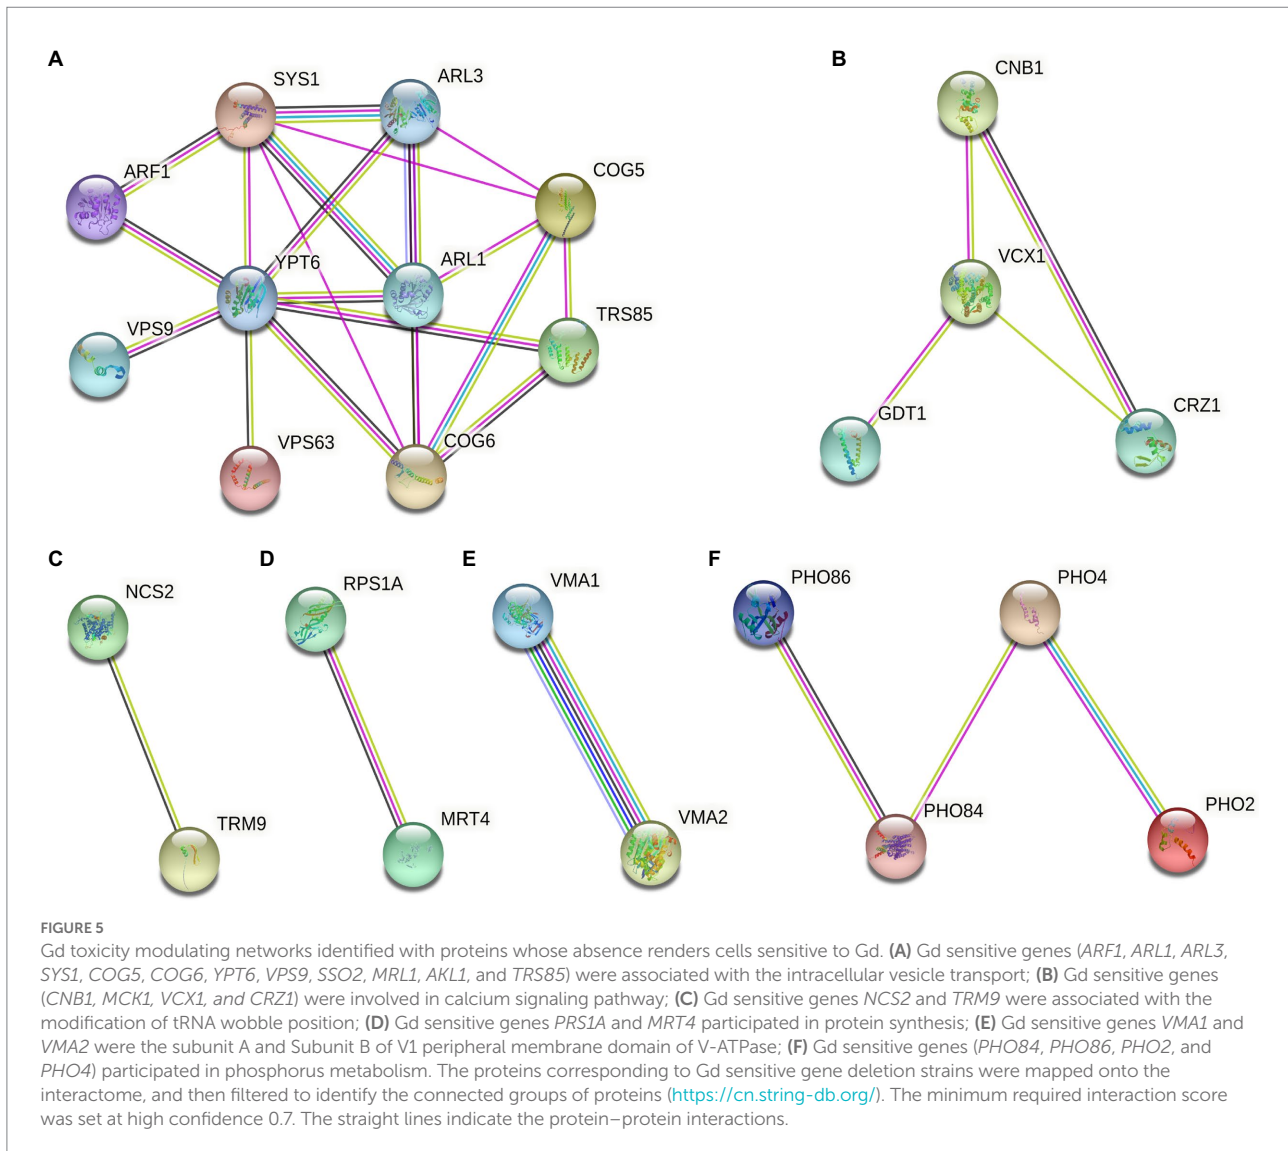 A
SYS1
ARL3
ARF1
COG5
YPT6
ARL1
VPS9
TRS85
VPS63
COG6
B
CNB1
VCX1
GDT1
CRZ1
C
NCS2
TRM9
D
RPS1A
MRT4
E
VMA1
VMA2
F
PHO86
PHO4
PHO84
PHO2
FIGURE 5
Gd toxicity modulating networks identified with proteins whose absence renders cells sensitive to Gd. (A) Gd sensitive genes (ARF1, ARL1, ARL3,
SYS1, COG5, COG6, YPT6, VPS9, SSO2, MRL1, AKL1, and TRS85) were associated with the intracellular vesicle transport; (B) Gd sensitive genes
(CNB1, MCK1, VCX1, and CRZ1) were involved in calcium signaling pathway; (C) Gd sensitive genes NCS2 and TRM9 were associated with the
modification of tRNA wobble position; (D) Gd sensitive genes PRS1A and MRT4 participated in protein synthesis; (E) Gd sensitive genes VMA1 and
VMA2 were the subunit A and Subunit B of V1 peripheral membrane domain of V-ATPase; (F) Gd sensitive genes (PHO84, PHO86, PHO2, and
PHO4) participated in phosphorus metabolism. The proteins corresponding to Gd sensitive gene deletion strains were mapped onto the
interactome, and then filtered to identify the connected groups of proteins (https://cn.string-db.org/). The minimum required interaction score
was set at high confidence 0.7. The straight lines indicate the protein–protein interactions.